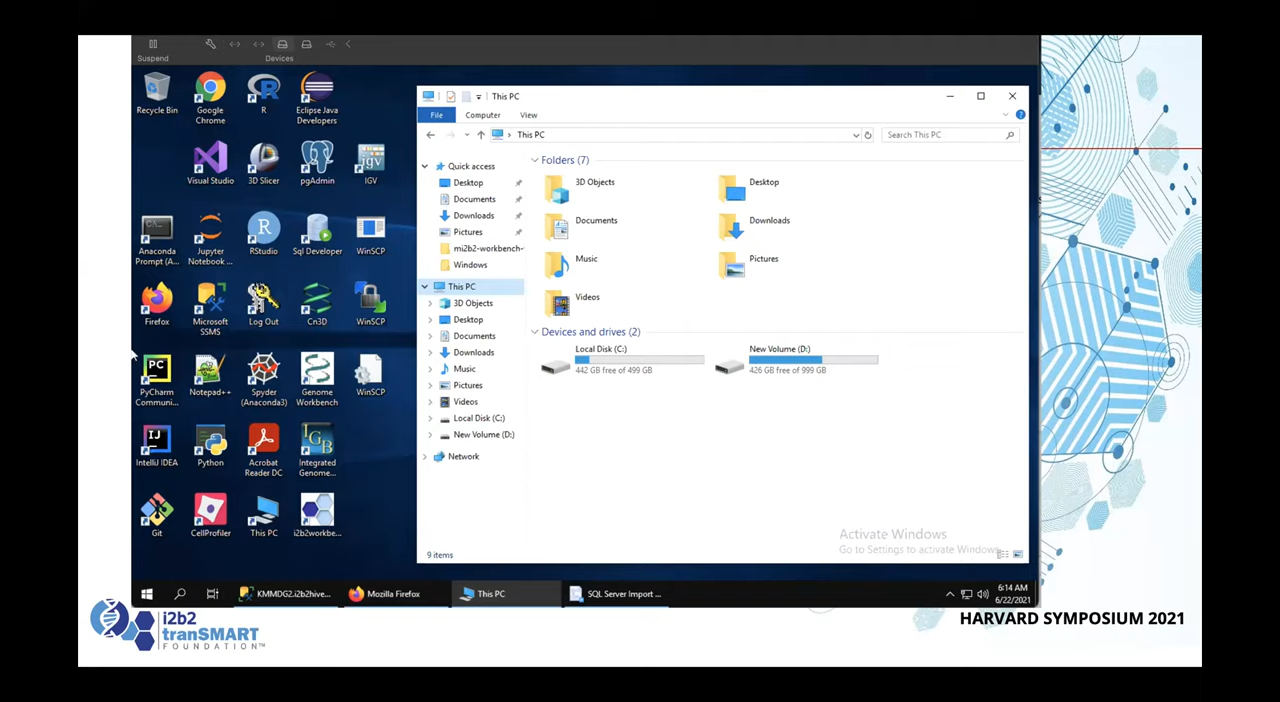 Suspend
Devices
Recycle Bin
Google
Chrome
R
Eclipse Java
Developers
Visual Studio
3D Slicer
pgAdmin
IGV
Anaconda
Prompt (A...
Jupyter
Notebook ...
RStudio
Sql Developer
WinSCP
Firefox
Microsoft
SSMS
Log Out
Cn3D
WinSCP
PyCharm
Communi...
Notepad++
Spyder
(Anaconda3)
Genome
Workbench
WinSCP
IntelliJ IDEA
Python
Acrobat
Reader DC
Integrated
Genome...
Git
CellProfiler
This PC
i2b2workbe...
This PC
File
Computer
View
This PC
Search This PC
Quick access
Desktop
Documents
Downloads
Pictures
mi2b2-workbench-
Windows
This PC
3D Objects
Desktop
Documents
Downloads
Music
Pictures
Videos
Local Disk (C:)
New Volume (D:)
Network
Folders (7)
3D Objects
Desktop
Documents
Downloads
Music
Pictures
Videos
Devices and drives (2)
Local Disk (C:)
442 GB free of 499 GB
New Volume (D:)
426 GB free of 999 GB
Activate Windows
Go to Settings to activate Windows.
9 items
KMMDG2.i2b2hive...
Mozilla Firefox
This PC
SQL Server Import ...
6:14 AM
6/22/2021
i2b2
tranSMART
FOUNDATION™
HARVARD SYMPOSIUM 2021